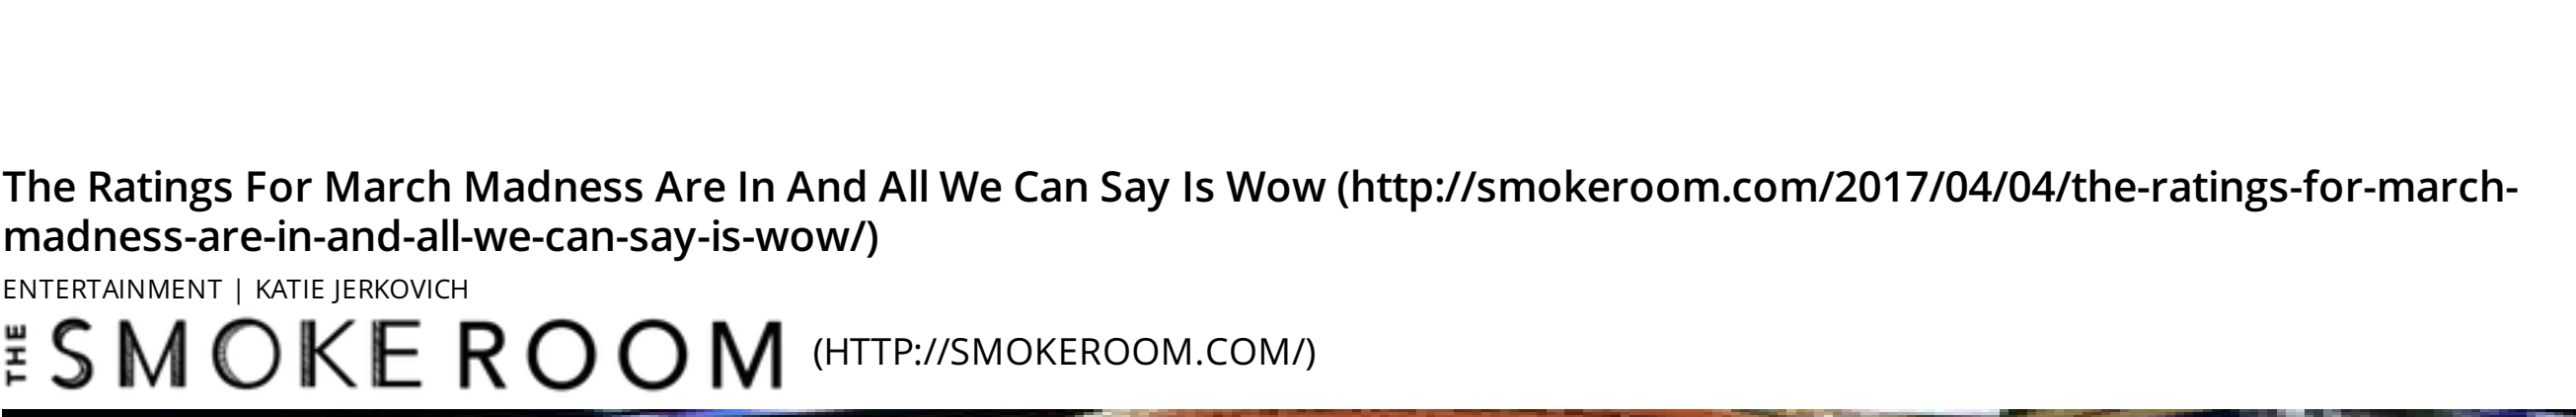 The Ratings For March Madness Are In And All We Can Say Is Wow (http://smokeroom.com/2017/04/04/the-ratings-for-march-
madness-are-in-and-all-we-can-say-is-wow/)
ENTERTAINMENT | KATIE JERKOVICH
THE SMOKE ROOM (HTTP://SMOKEROOM.COM/)